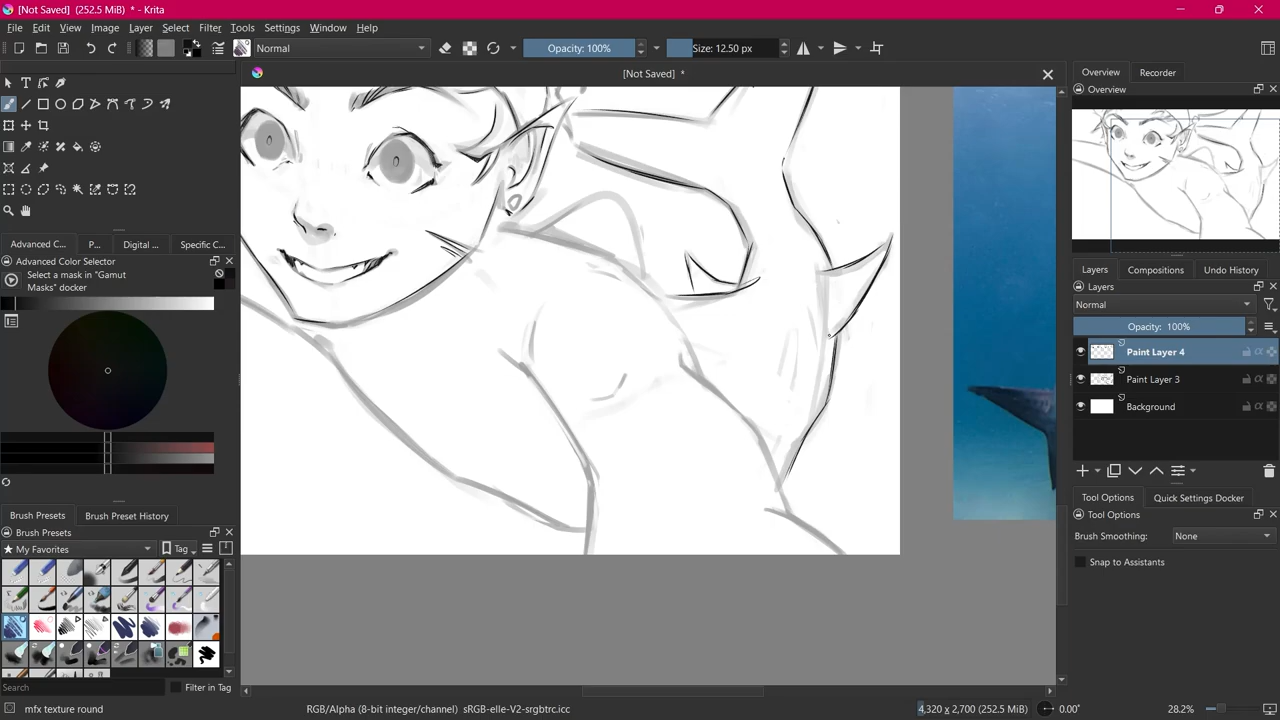 [Not Saved] (252.5 MiB) * - Krita
File Edit View Image Layer Select Filter Tools Settings Window Help
Normal Opacity: 100% Size: 12.50 px
[Not Saved] *
Overview Recorder
Overview
Advanced C... P... Digital ... Specific C...
Advanced Color Selector
Select a mask in "Gamut
Masks" docker
Layers Compositions Undo History
Layers
Normal
Opacity: 100%
Paint Layer 4
Paint Layer 3
Background
Tool Options Quick Settings Docker
Tool Options
Brush Smoothing: None
Snap to Assistants
Brush Presets Brush Preset History
Brush Presets
★ My Favorites Tag
Search Filter in Tag
mfx texture round RGB/Alpha (8-bit integer/channel) sRGB-elle-V2-srgbtrc.icc 4,320 x 2,700 (252.5 MiB) 0.00° 28.2%